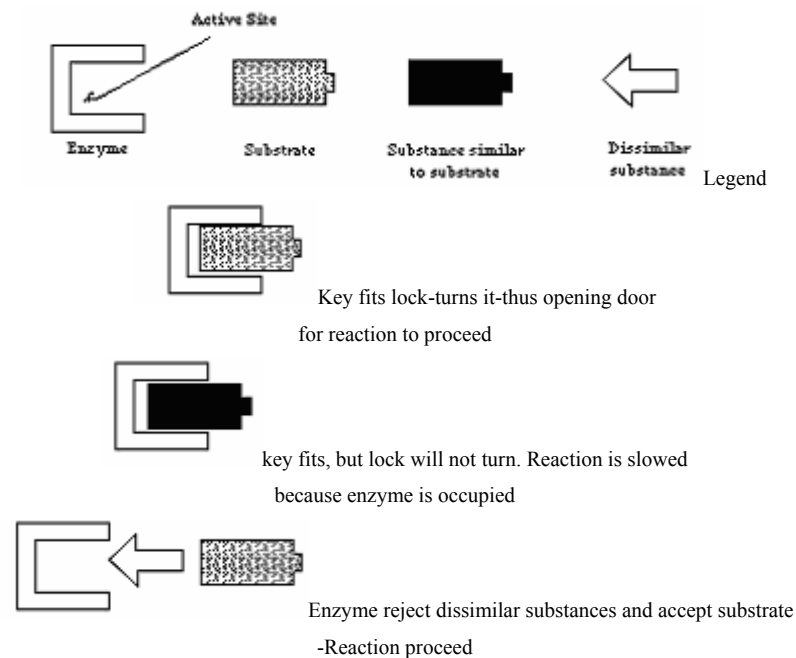 Active Site
Enzyme
Substrate
Substance similar
to substrate
Dissimilar
substance
Legend
Key fits lock-turns it-thus opening door
for reaction to proceed
key fits, but lock will not turn. Reaction is slowed
because enzyme is occupied
Enzyme reject dissimilar substances and accept substrate
-Reaction proceed